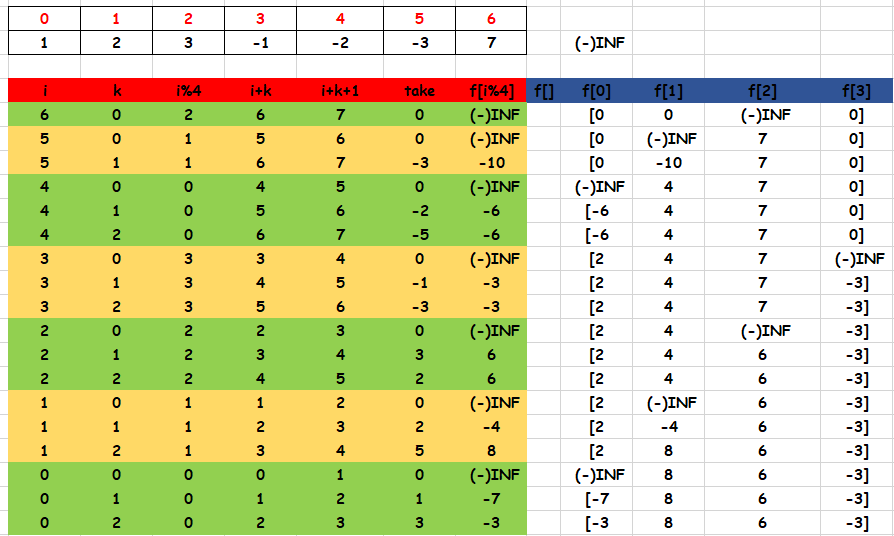 0 1 2 3 4 5 6
1 2 3 -1 -2 -3 7 (-)INF
i k i%4 i+k i+k+1 take f[i%4] f[] f[0] f[1] f[2] f[3]
6 0 2 6 7 0 (-)INF [0 0 (-)INF 0]
5 0 1 5 6 0 (-)INF [0 (-)INF 7 0]
5 1 1 6 7 -3 -10 [0 -10 7 0]
4 0 0 4 5 0 (-)INF (-)INF 4 7 0]
4 1 0 5 6 -2 -6 [-6 4 7 0]
4 2 0 6 7 -5 -6 [-6 4 7 0]
3 0 3 3 4 0 (-)INF [2 4 7 (-)INF
3 1 3 4 5 -1 -3 [2 4 7 -3]
3 2 3 5 6 -3 -3 [2 4 7 -3]
2 0 2 2 3 0 (-)INF [2 4 (-)INF -3]
2 1 2 3 4 3 6 [2 4 6 -3]
2 2 2 4 5 2 6 [2 4 6 -3]
1 0 1 1 2 0 (-)INF [2 (-)INF 6 -3]
1 1 1 2 3 2 -4 [2 -4 6 -3]
1 2 1 3 4 5 8 [2 8 6 -3]
0 0 0 0 1 0 (-)INF (-)INF 8 6 -3]
0 1 0 1 2 1 -7 [-7 8 6 -3]
0 2 0 2 3 3 -3 [-3 8 6 -3]